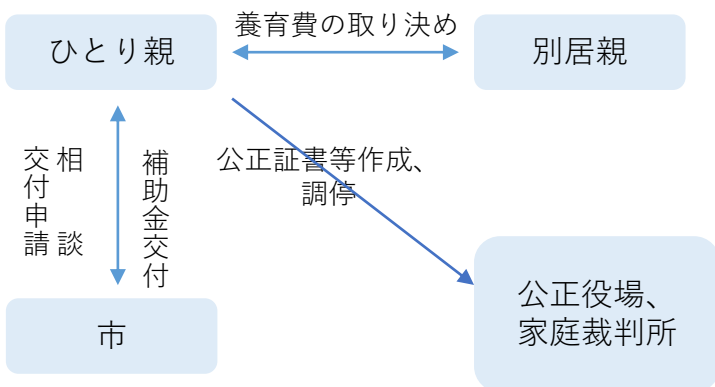 養育費の取り決め
ひとり親
別居親
相談
交付申請
補助金交付
公正証書等作成、
調停
公正役場、
家庭裁判所
市